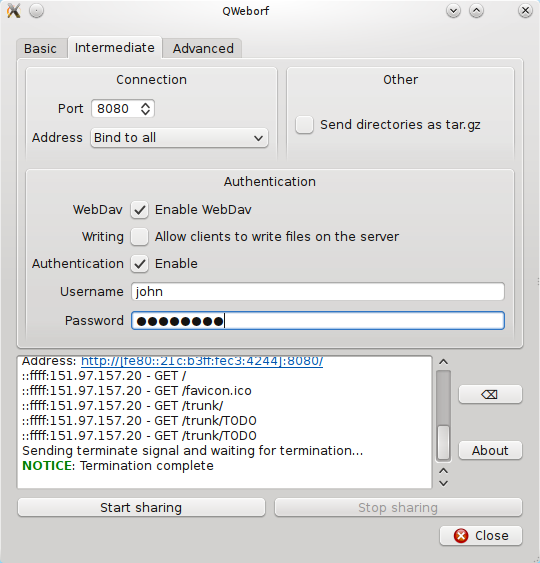 QWeborf
Basic Intermediate Advanced
Connection
Port 8080
Address Bind to all
Other
Send directories as tar.gz
Authentication
WebDav Enable WebDav
Writing Allow clients to write files on the server
Authentication Enable
Username john
Password ●●●●●●●●
Address: http://[fe80::21c:b3ff:fec3:4244]:8080/
::ffff:151.97.157.20 - GET /
::ffff:151.97.157.20 - GET /favicon.ico
::ffff:151.97.157.20 - GET /trunk/
::ffff:151.97.157.20 - GET /trunk/TODO
::ffff:151.97.157.20 - GET /trunk/TODO
Sending terminate signal and waiting for termination...
NOTICE: Termination complete
About
Start sharing Stop sharing
Close